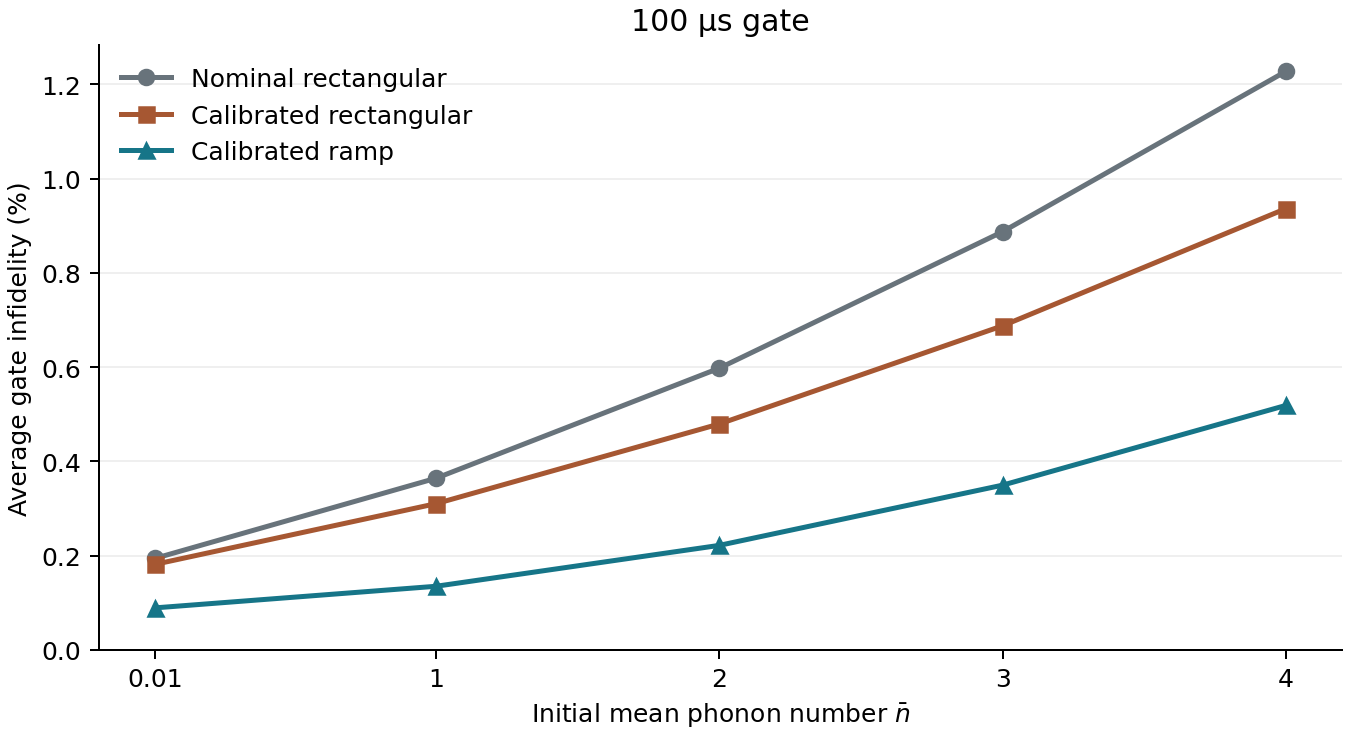 100 μs gate
Nominal rectangular
Calibrated rectangular
Calibrated ramp
Average gate infidelity (%)
1.2
1.0
0.8
0.6
0.4
0.2
0.0
0.01 1 2 3 4
Initial mean phonon number n̄